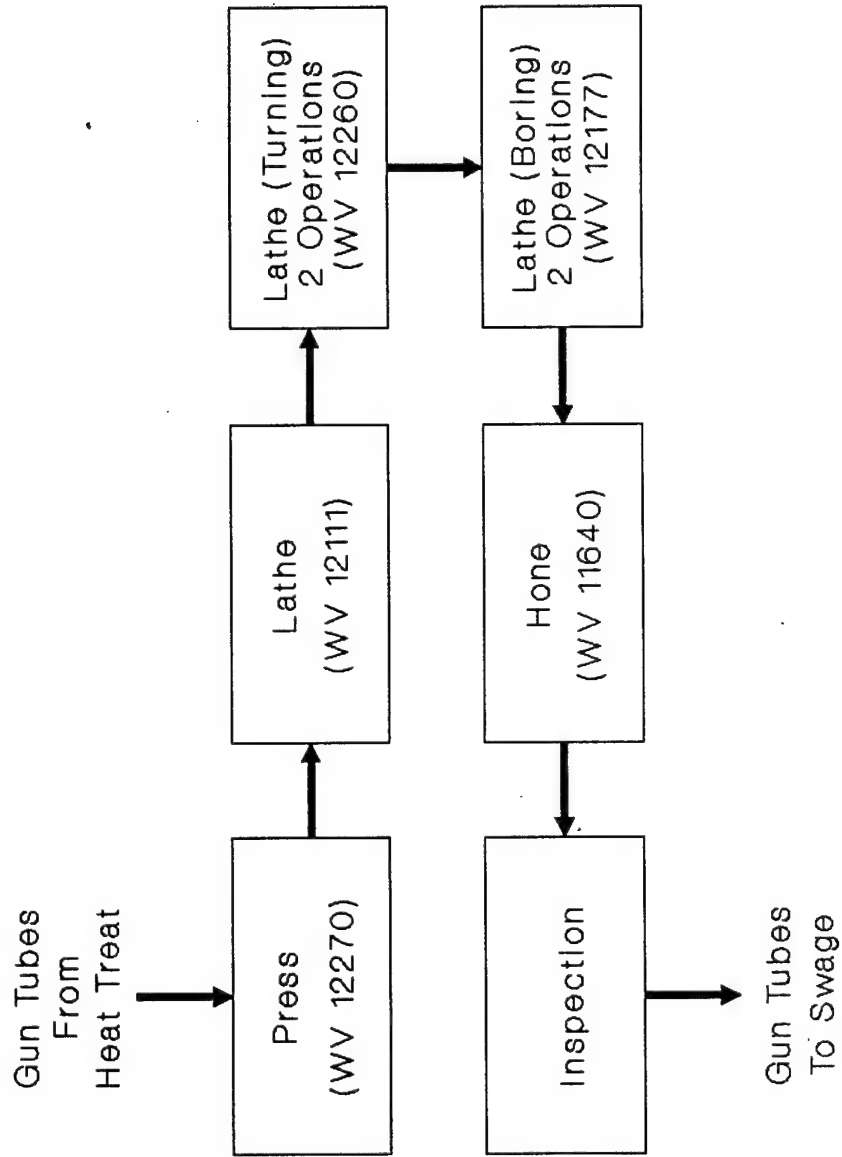 Gun Tubes
From
Heat Treat
Press
(WV 12270)
Lathe
(WV 12111)
Lathe (Turning)
2 Operations
(WV 12260)
Lathe (Boring)
2 Operations
(WV 12177)
Hone
(WV 11640)
Inspection
Gun Tubes
To Swage